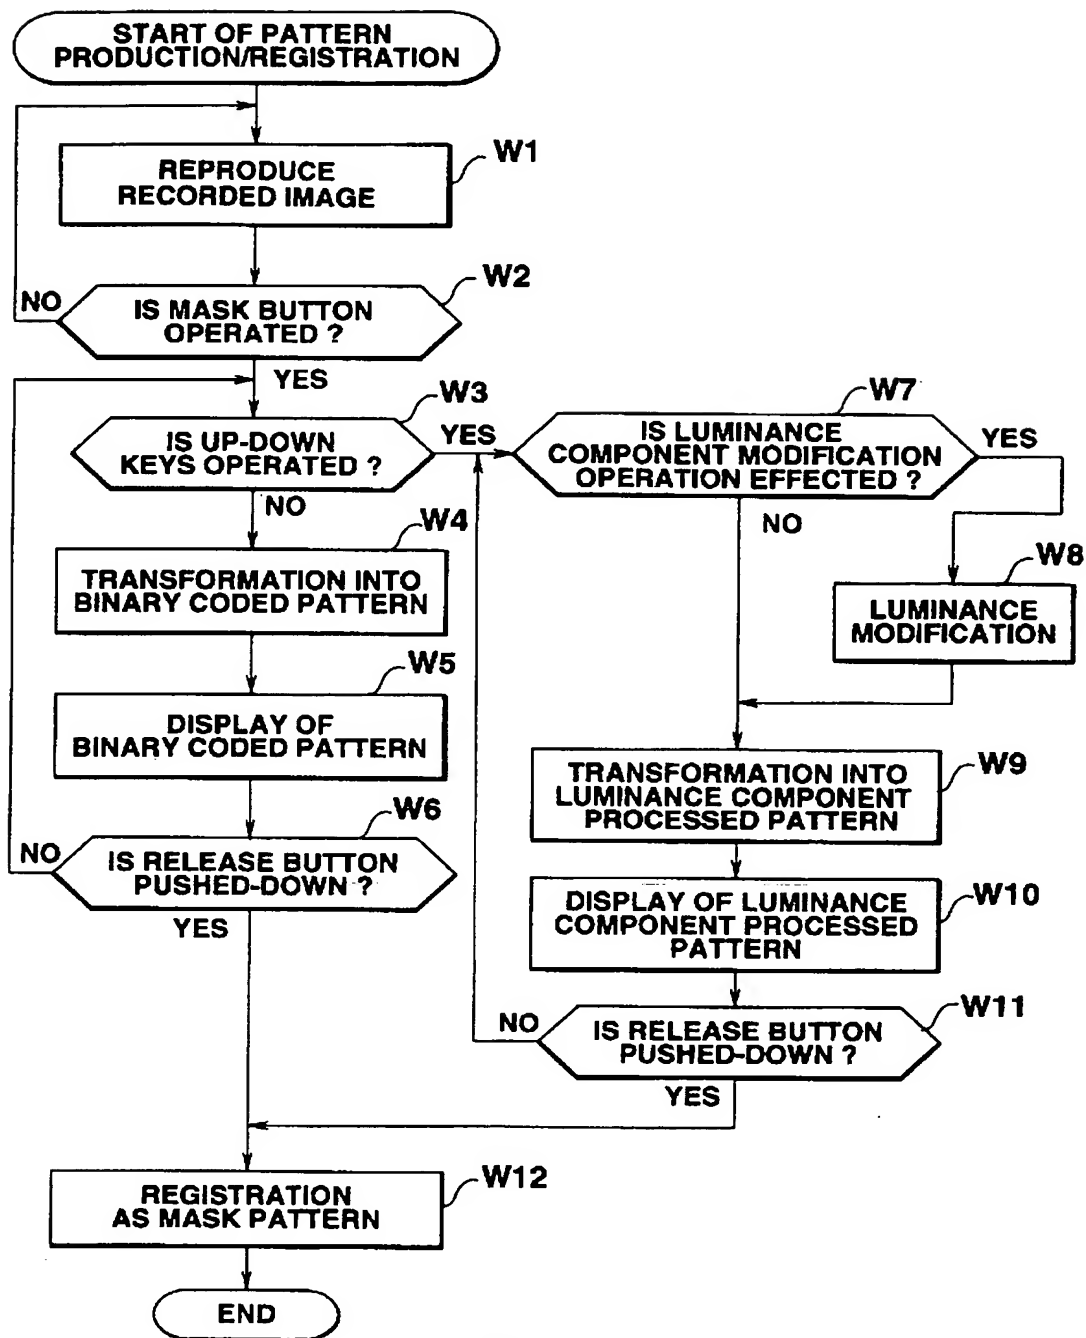 START OF PATTERN
PRODUCTION/REGISTRATION
W1
REPRODUCE
RECORDED IMAGE
W2
NO
IS MASK BUTTON
OPERATED ?
YES
W3
IS UP-DOWN
KEYS OPERATED ?
YES
NO
W7
IS LUMINANCE
COMPONENT MODIFICATION
OPERATION EFFECTED ?
YES
NO
W4
TRANSFORMATION INTO
BINARY CODED PATTERN
W8
LUMINANCE
MODIFICATION
W5
DISPLAY OF
BINARY CODED PATTERN
W9
TRANSFORMATION INTO
LUMINANCE COMPONENT
PROCESSED PATTERN
W6
NO
IS RELEASE BUTTON
PUSHED-DOWN ?
YES
W10
DISPLAY OF LUMINANCE
COMPONENT PROCESSED
PATTERN
W11
NO
IS RELEASE BUTTON
PUSHED-DOWN ?
YES
W12
REGISTRATION
AS MASK PATTERN
END